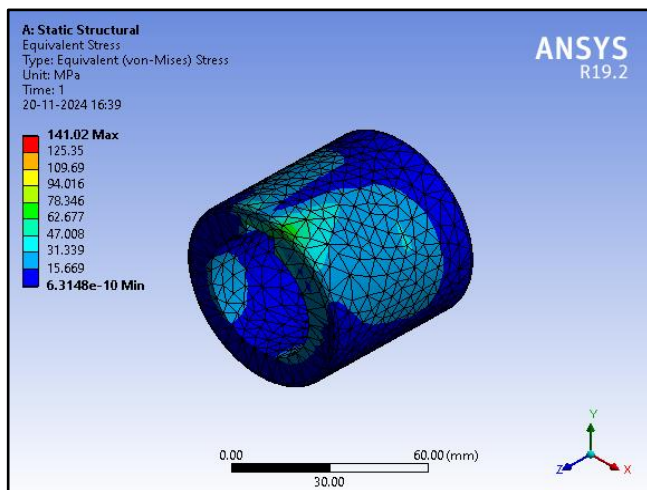 A: Static Structural
Equivalent Stress
Type: Equivalent (von-Mises) Stress
Unit: MPa
Time: 1
20-11-2024 16:39
ANSYS
R19.2
141.02 Max
125.35
109.69
94.016
78.346
62.677
47.008
31.339
15.669
6.3148e-10 Min
0.00
60.00 (mm)
30.00
Y
Z
X